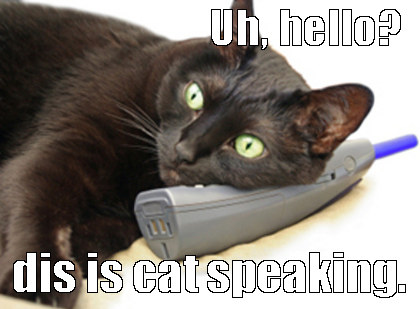 Uh, hello?
dis is cat speaking.